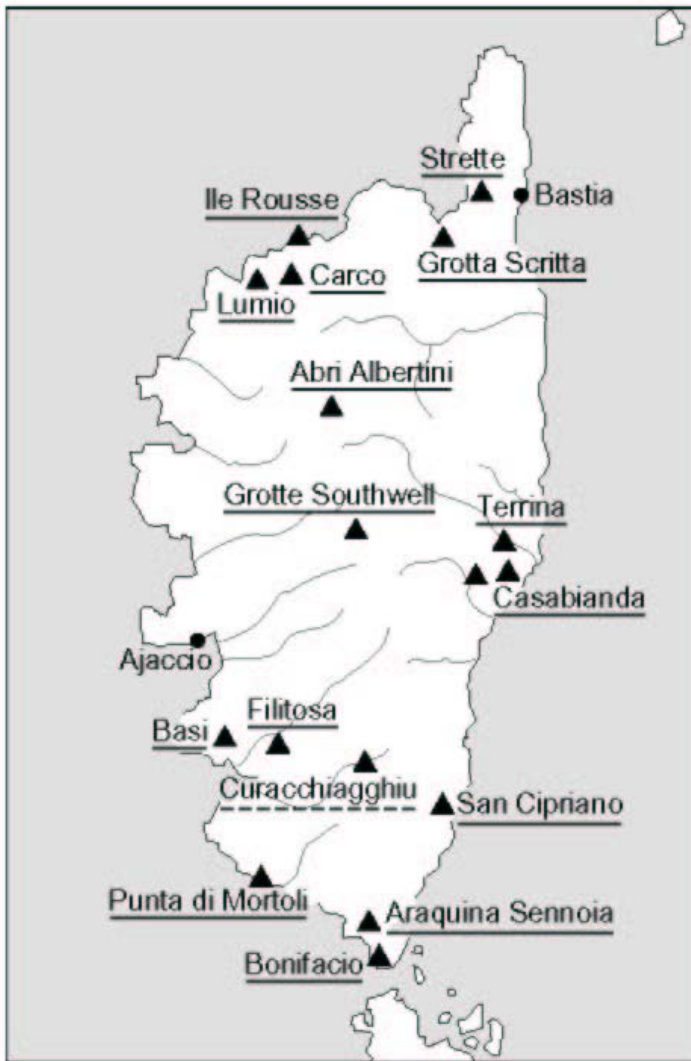 Strette
Bastia
Ile Rousse
Grotta Scritta
Carco
Lumio
Abri Albertini
Grotte Southwell
Terrina
Casabianda
Ajaccio
Filitosa
Basi
Curacchiagghiu
San Cipriano
Punta di Mortoli
Araquina Sennoia
Bonifacio